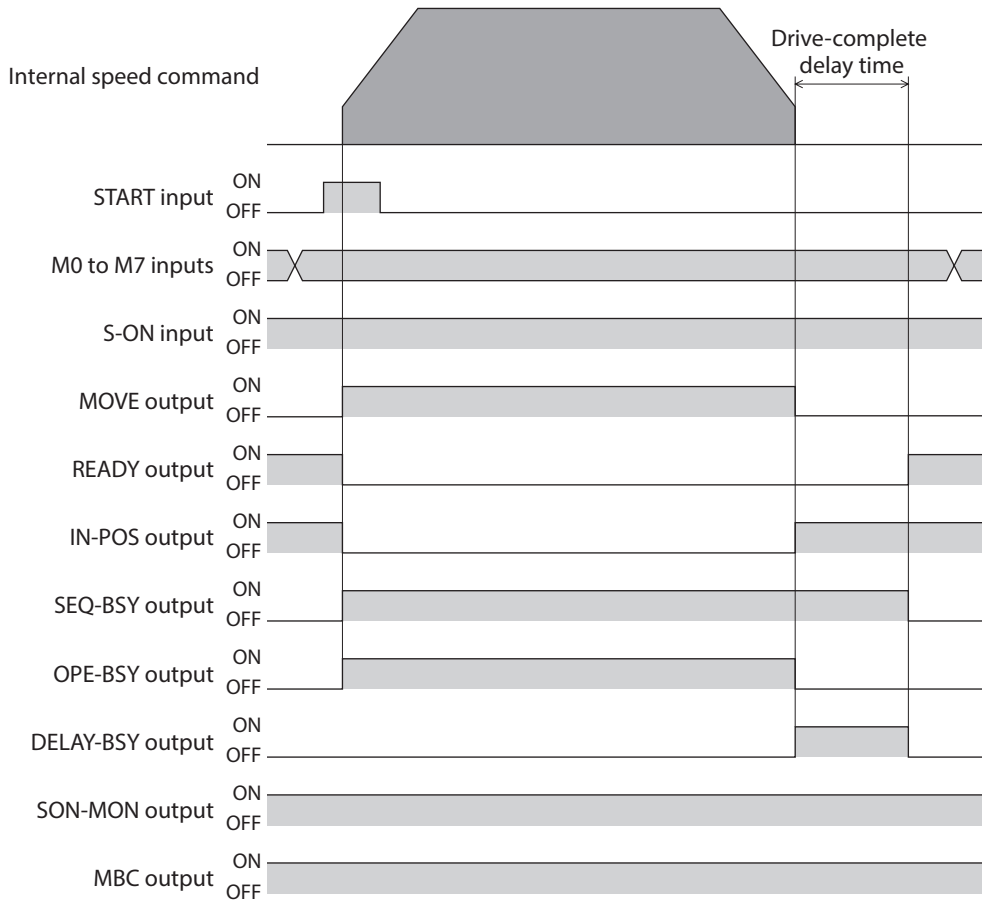 Drive-complete
delay time
Internal speed command
START input
ON
OFF
M0 to M7 inputs
ON
OFF
S-ON input
ON
OFF
MOVE output
ON
OFF
READY output
ON
OFF
IN-POS output
ON
OFF
SEQ-BSY output
ON
OFF
OPE-BSY output
ON
OFF
DELAY-BSY output
ON
OFF
SON-MON output
ON
OFF
MBC output
ON
OFF